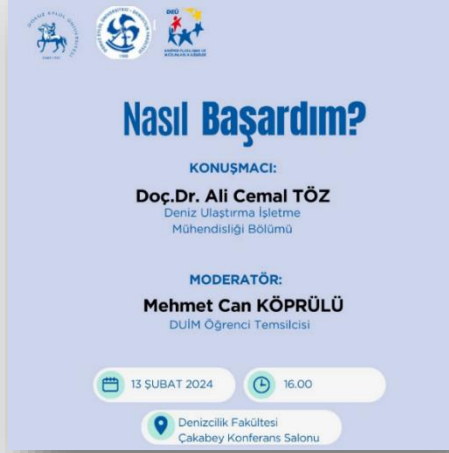 DEÜ
Nasıl Başardım?
KONUŞMACI:
Doç.Dr. Ali Cemal TÖZ
Deniz Ulaştırma İşletme
Mühendisliği Bölümü
MODERATÖR:
Mehmet Can KÖPRÜLÜ
DUİM Öğrenci Temsilcisi
13 ŞUBAT 2024
16.00
Denizcilik Fakültesi
Çakabey Konferans Salonu